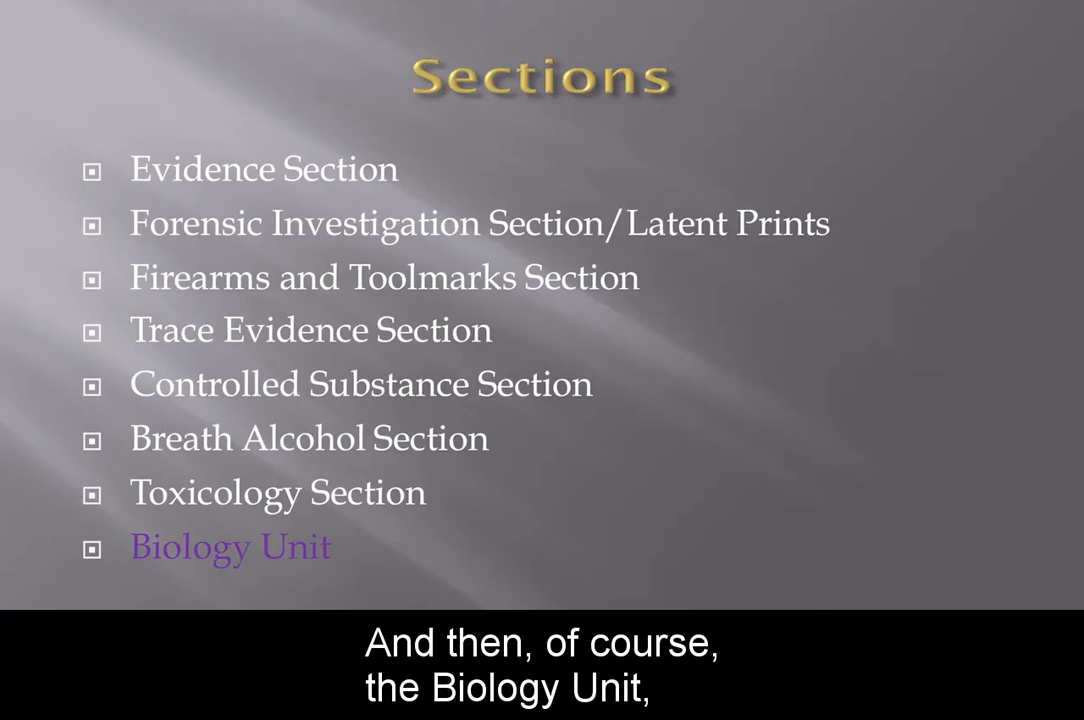 Sections
Evidence Section
Forensic Investigation Section/Latent Prints
Firearms and Toolmarks Section
Trace Evidence Section
Controlled Substance Section
Breath Alcohol Section
Toxicology Section
Biology Unit
And then, of course,
the Biology Unit,